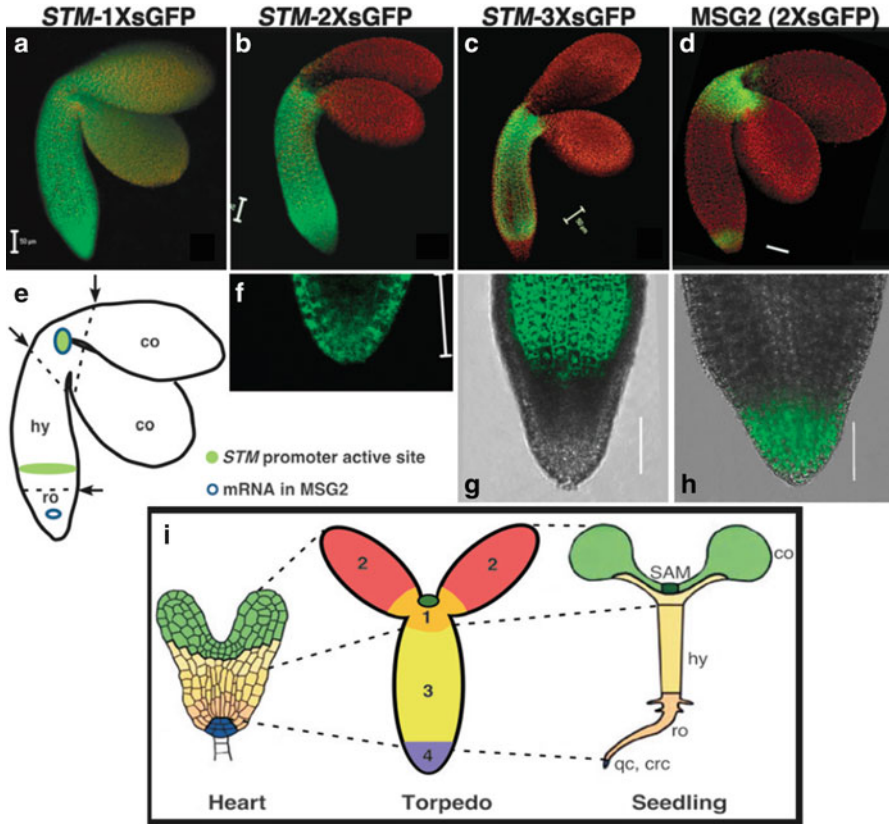 STM-1XsGFP
STM-2XsGFP
STM-3XsGFP
MSG2 (2XsGFP)
a
b
c
d
50 μm
e
co
co
hy
ro
STM promoter active site
mRNA in MSG2
f
g
h
i
2
2
1
3
4
SAM
co
hy
ro
qc, crc
Heart
Torpedo
Seedling